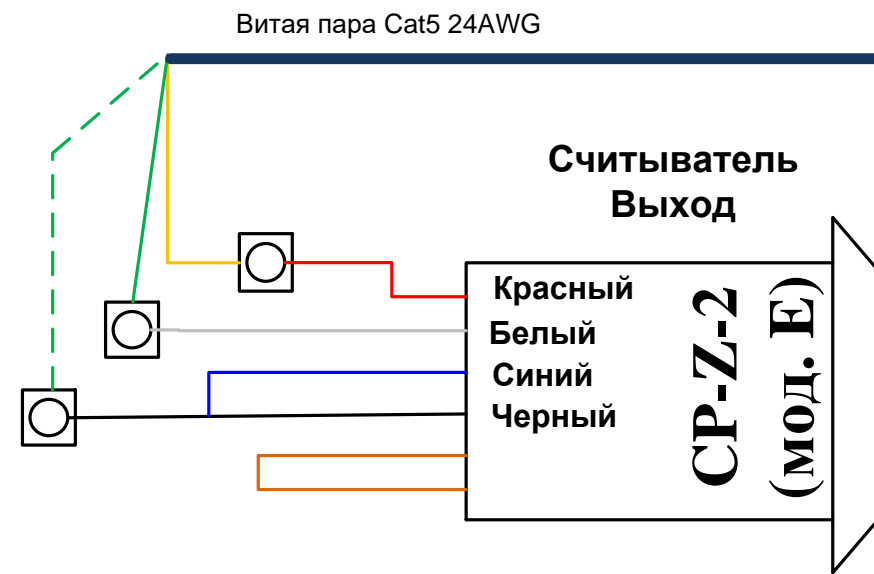 Витая пара Cat5 24AWG
Считыватель
Выход
Красный
Белый
Синий
Черный
CP-Z-2
(мод. E)